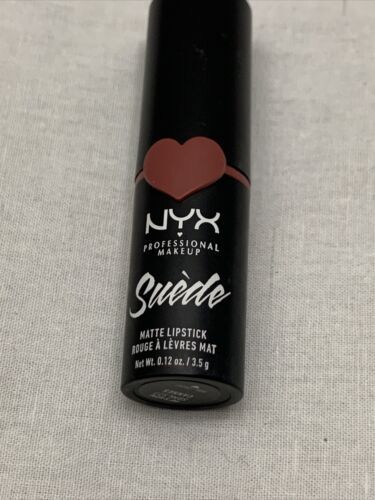 NYX
PROFESSIONAL
MAKEUP
Suède
MATTE LIPSTICK
ROUGE À LÈVRES MAT
Net Wt. 0.12 oz. / 3.5 g